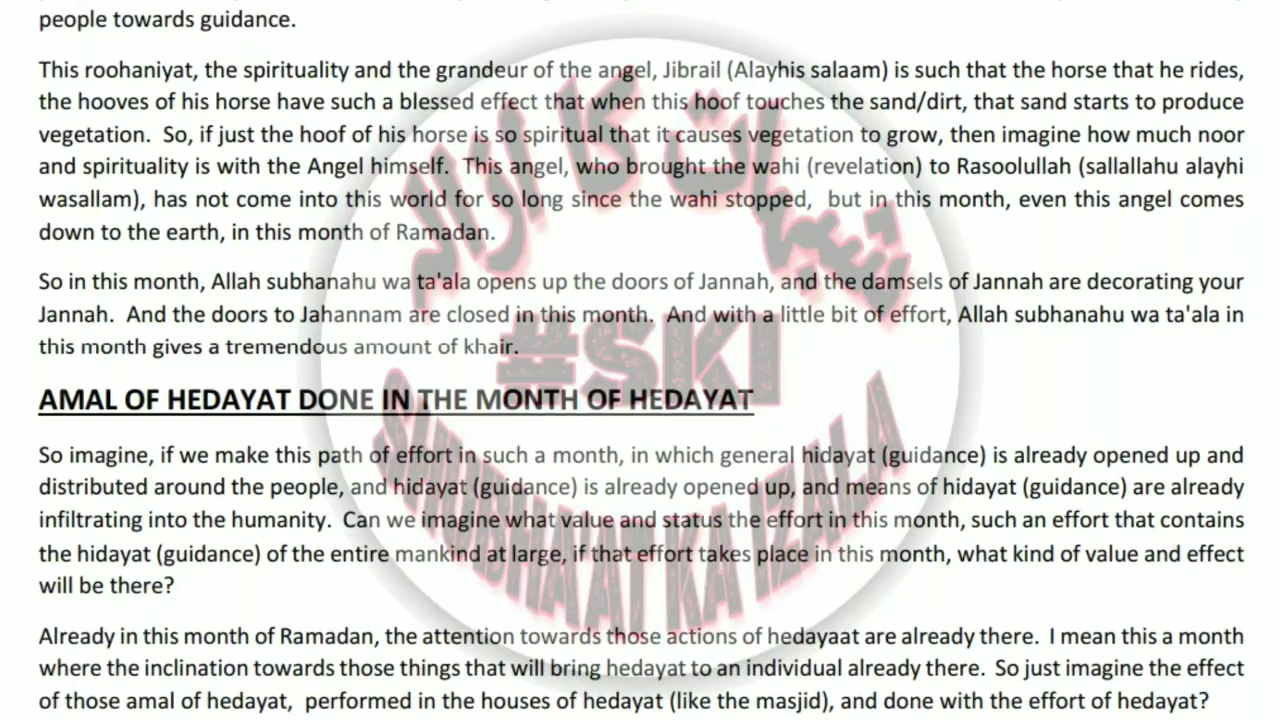 people towards guidance.
This roohaniyat, the spirituality and the grandeur of the angel, Jibrail (Alayhis salaam) is such that the horse that he rides,
the hooves of his horse have such a blessed effect that when this hoof touches the sand/dirt, that sand starts to produce
vegetation. So, if just the hoof of his horse is so spiritual that it causes vegetation to grow, then imagine how much noor
and spirituality is with the Angel himself. This angel, who brought the wahi (revelation) to Rasoolullah (sallallahu alayhi
wasallam), has not come into this world for so long since the wahi stopped, but in this month, even this angel comes
down to the earth, in this month of Ramadan.
So in this month, Allah subhanahu wa ta'ala opens up the doors of Jannah, and the damsels of Jannah are decorating your
Jannah. And the doors to Jahannam are closed in this month. And with a little bit of effort, Allah subhanahu wa ta'ala in
this month gives a tremendous amount of khair.
AMAL OF HEDAYAT DONE IN THE MONTH OF HEDAYAT
So imagine, if we make this path of effort in such a month, in which general hidayat (guidance) is already opened up and
distributed around the people, and hidayat (guidance) is already opened up, and means of hidayat (guidance) are already
infiltrating into the humanity. Can we imagine what value and status the effort in this month, such an effort that contains
the hidayat (guidance) of the entire mankind at large, if that effort takes place in this month, what kind of value and effect
will be there?
Already in this month of Ramadan, the attention towards those actions of hedayaat are already there. I mean this a month
where the inclination towards those things that will bring hedayat to an individual already there. So just imagine the effect
of those amal of hedayat, performed in the houses of hedayat (like the masjid), and done with the effort of hedayat?
شبہات کا ازالہ
#SKI
SHUBHAAT KA IZALA